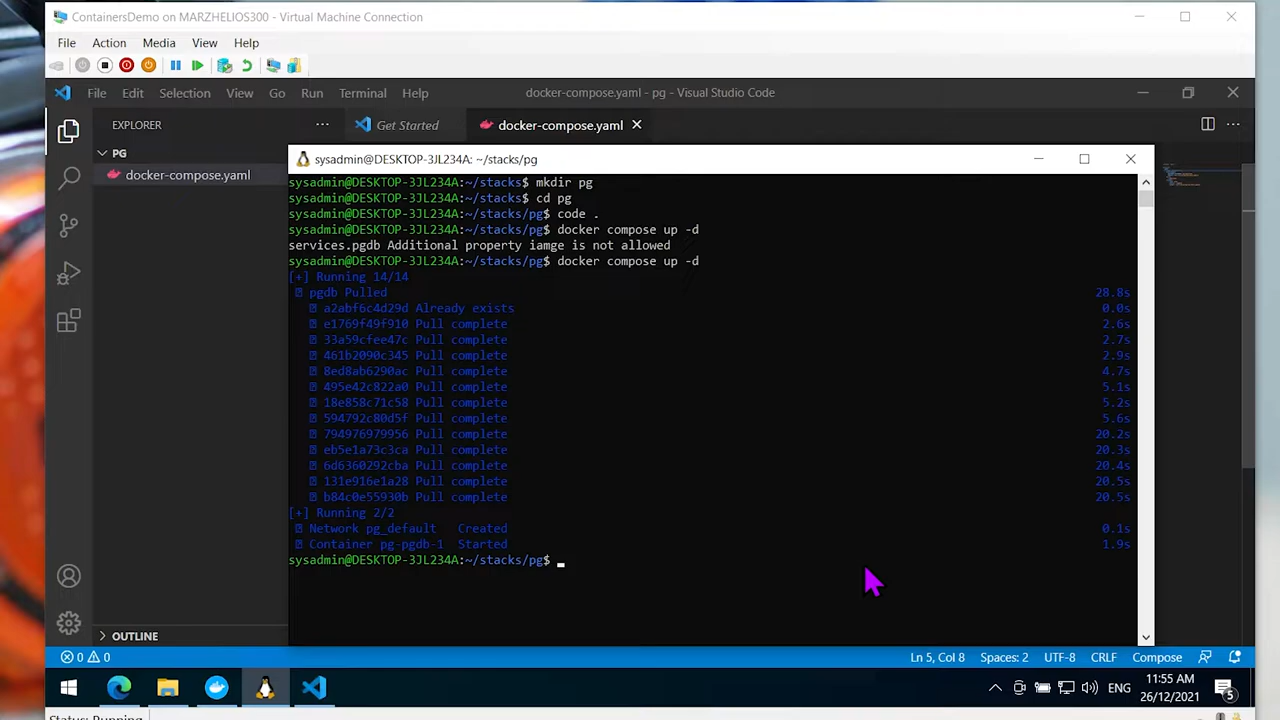 ContainersDemo on MARZHELIOS300 - Virtual Machine Connection
File Action Media View Help
File Edit Selection View Go Run Terminal Help docker-compose.yaml - pg - Visual Studio Code
EXPLORER ··· Get Started docker-compose.yaml
PG
docker-compose.yaml
sysadmin@DESKTOP-3JL234A: ~/stacks/pg
sysadmin@DESKTOP-3JL234A:~/stacks$ mkdir pg
sysadmin@DESKTOP-3JL234A:~/stacks$ cd pg
sysadmin@DESKTOP-3JL234A:~/stacks/pg$ code .
sysadmin@DESKTOP-3JL234A:~/stacks/pg$ docker compose up -d
services.pgdb Additional property iamge is not allowed
sysadmin@DESKTOP-3JL234A:~/stacks/pg$ docker compose up -d
[+] Running 14/14
pgdb Pulled 28.8s
a2abf6c4d29d Already exists 0.0s
e1769f49f910 Pull complete 2.6s
33a59cfee47c Pull complete 2.7s
461b2090c345 Pull complete 2.9s
8ed8ab6290ac Pull complete 4.7s
495e42c822a0 Pull complete 5.1s
18e858c71c58 Pull complete 5.2s
594792c80d5f Pull complete 5.6s
794976979956 Pull complete 20.2s
eb5e1a73c3ca Pull complete 20.3s
6d6360292cba Pull complete 20.4s
131e916e1a28 Pull complete 20.5s
b84c0e55930b Pull complete 20.5s
[+] Running 2/2
Network pg_default Created 0.1s
Container pg-pgdb-1 Started 1.9s
sysadmin@DESKTOP-3JL234A:~/stacks/pg$
OUTLINE
0 0 Ln 5, Col 8 Spaces: 2 UTF-8 CRLF Compose
ENG 11:55 AM
26/12/2021 5
Status: Running